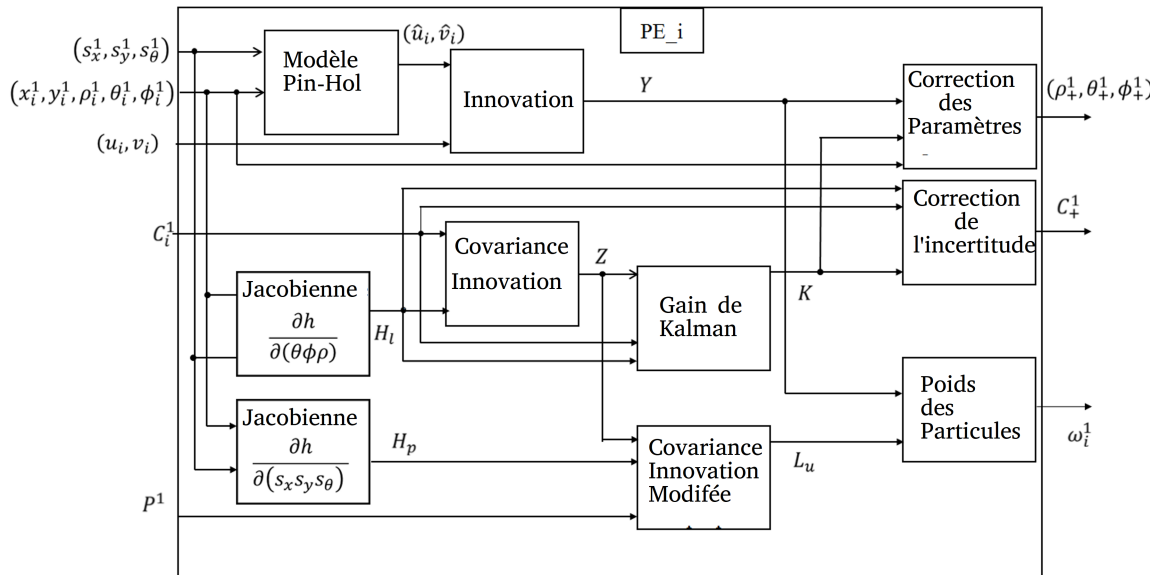 PE_i
(s_x^1, s_y^1, s_θ^1)
(x_i^1, y_i^1, ρ_i^1, θ_i^1, ϕ_i^1)
(u_i, v_i)
Modèle
Pin-Hol
(û_i, v̂_i)
Innovation
Y
Correction
des
Paramètres
(ρ_+^1, θ_+^1, ϕ_+^1)
C_i^1
Covariance
Innovation
Z
Correction
de
l'incertitude
C_+^1
Jacobienne
∂h
∂(θϕρ)
H_l
Gain de
Kalman
K
Jacobienne
∂h
∂(s_x s_y s_θ)
H_p
Covariance
Innovation
Modifée
L_u
Poids
des
Particules
ω_i^1
P^1